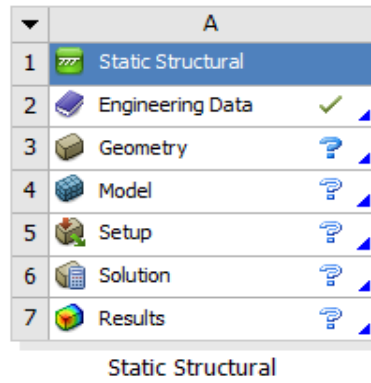 A
1 Static Structural
2 Engineering Data
3 Geometry ?
4 Model ?
5 Setup ?
6 Solution ?
7 Results ?
Static Structural